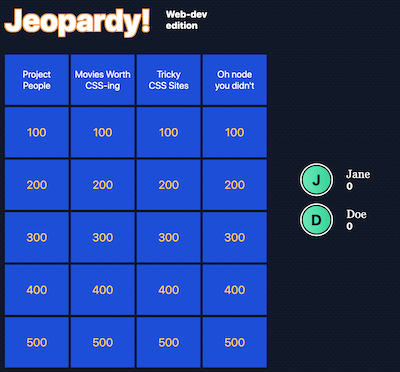 Jeopardy!
Web-dev
edition
Project
People
Movies Worth
CSS-ing
Tricky
CSS Sites
Oh node
you didn't
100 100 100 100
200 200 200 200
300 300 300 300
400 400 400 400
500 500 500 500
J
Jane
0
D
Doe
0